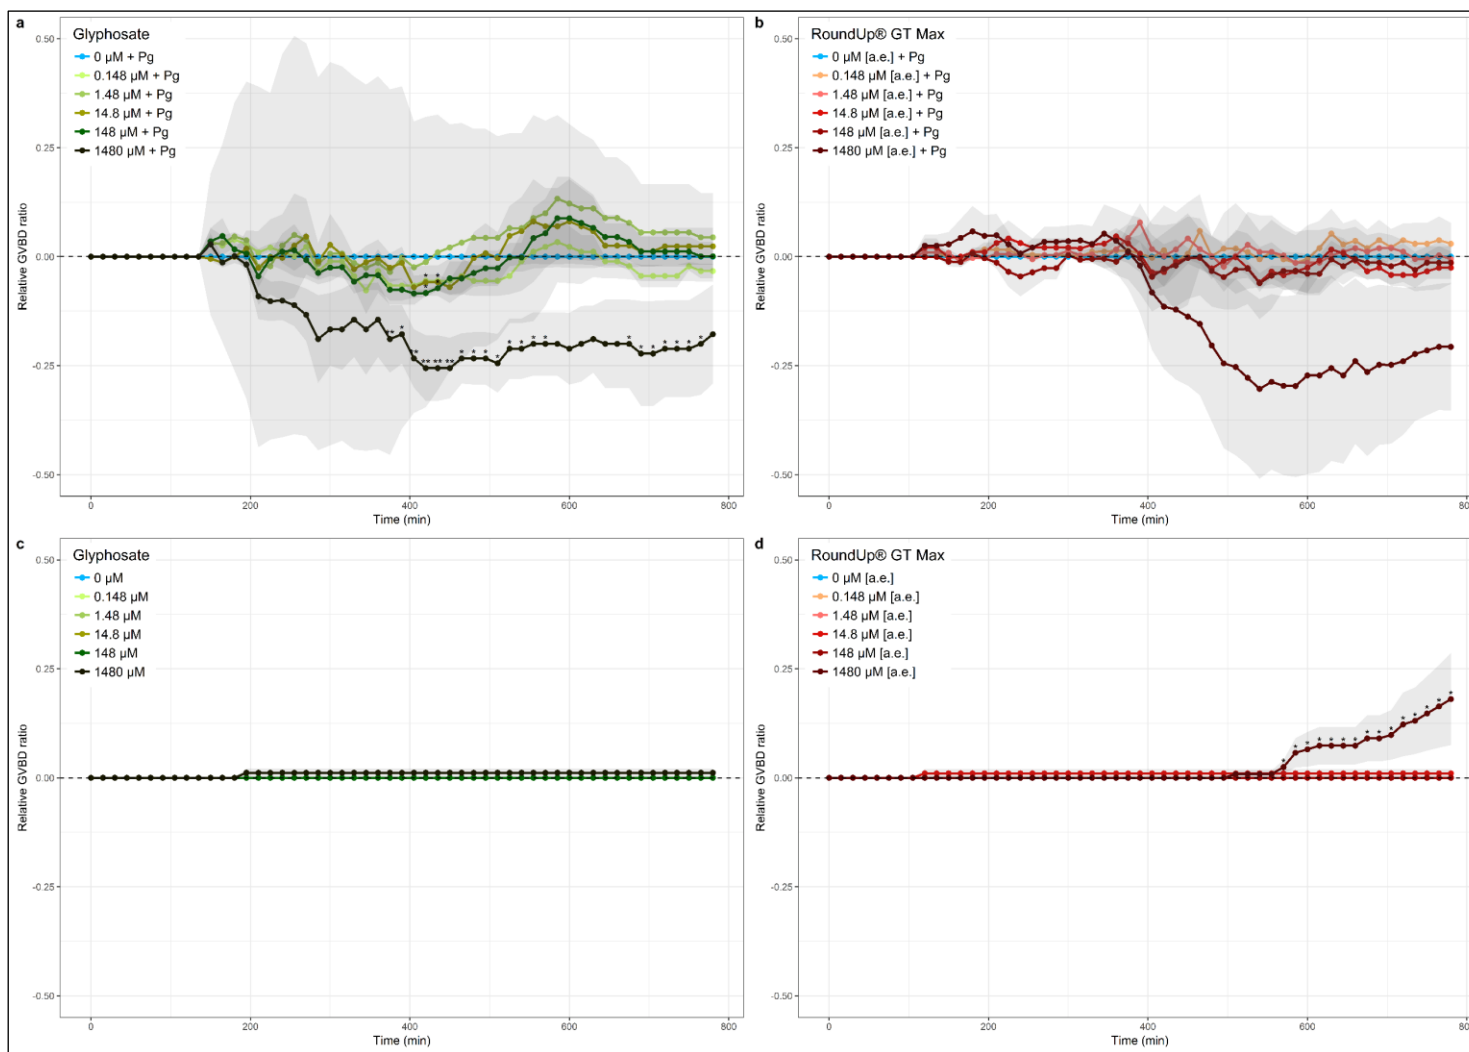 a
Glyphosate
0 µM + Pg
0.148 µM + Pg
1.48 µM + Pg
14.8 µM + Pg
148 µM + Pg
1480 µM + Pg
Relative GVBD ratio
0.50
0.25
0.00
-0.25
-0.50
0
200
400
600
800
Time (min)
b
RoundUp® GT Max
0 µM [a.e.] + Pg
0.148 µM [a.e.] + Pg
1.48 µM [a.e.] + Pg
14.8 µM [a.e.] + Pg
148 µM [a.e.] + Pg
1480 µM [a.e.] + Pg
Relative GVBD ratio
0.50
0.25
0.00
-0.25
-0.50
0
200
400
600
800
Time (min)
c
Glyphosate
0 µM
0.148 µM
1.48 µM
14.8 µM
148 µM
1480 µM
Relative GVBD ratio
0.50
0.25
0.00
-0.25
-0.50
0
200
400
600
800
Time (min)
d
RoundUp® GT Max
0 µM [a.e.]
0.148 µM [a.e.]
1.48 µM [a.e.]
14.8 µM [a.e.]
148 µM [a.e.]
1480 µM [a.e.]
Relative GVBD ratio
0.50
0.25
0.00
-0.25
-0.50
0
200
400
600
800
Time (min)